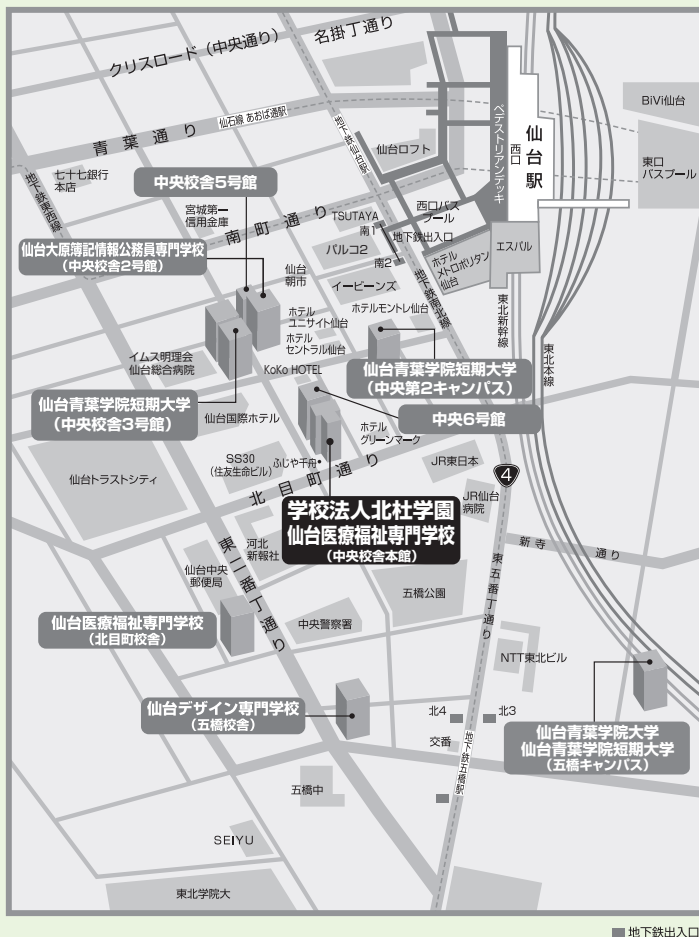 クリスロード（中央通り）
名掛丁通り
BiVi仙台
青葉通り
仙石線 あおば通駅
地下鉄仙台駅
仙台ロフト
ペデストリアンデッキ
西口
仙台駅
東口
バスプール
地下鉄東西線
七十七銀行
本店
中央校舎5号館
宮城第一
信用金庫
南町通り
TSUTAYA
南1
西口バス
プール
地下鉄出入口
パルコ2
南2
エスパル
ホテル
メトロポリタン
仙台
仙台大原簿記情報公務員専門学校
（中央校舎2号館）
仙台
朝市
イービーンズ
地下鉄南北線
東北新幹線
東北本線
ホテル
ユニサイト仙台
ホテルモントレ仙台
ホテル
セントラル仙台
イムス明理会
仙台総合病院
KoKo HOTEL
仙台青葉学院短期大学
（中央第2キャンパス）
仙台青葉学院短期大学
（中央校舎3号館）
仙台国際ホテル
中央6号館
ホテル
グリーンマーク
SS30
（住友生命ビル）
ふじや千舟
仙台トラストシティ
北目町通り
JR東日本
4
JR仙台
病院
学校法人北杜学園
仙台医療福祉専門学校
（中央校舎本館）
新寺通り
東二番丁通り
河北
新報社
仙台中央
郵便局
五橋公園
東五番丁通り
仙台医療福祉専門学校
（北目町校舎）
中央警察署
NTT東北ビル
仙台デザイン専門学校
（五橋校舎）
北4
北3
交番
地下鉄五橋駅
仙台青葉学院大学
仙台青葉学院短期大学
（五橋キャンパス）
五橋中
SEIYU
東北学院大
地下鉄出入口